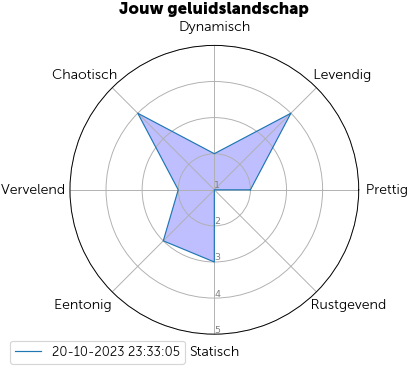 Jouw geluidslandschap
Dynamisch
Chaotisch
Levendig
Vervelend
1
Prettig
2
3
Eentonig
4
Rustgevend
5
20-10-2023 23:33:05
Statisch